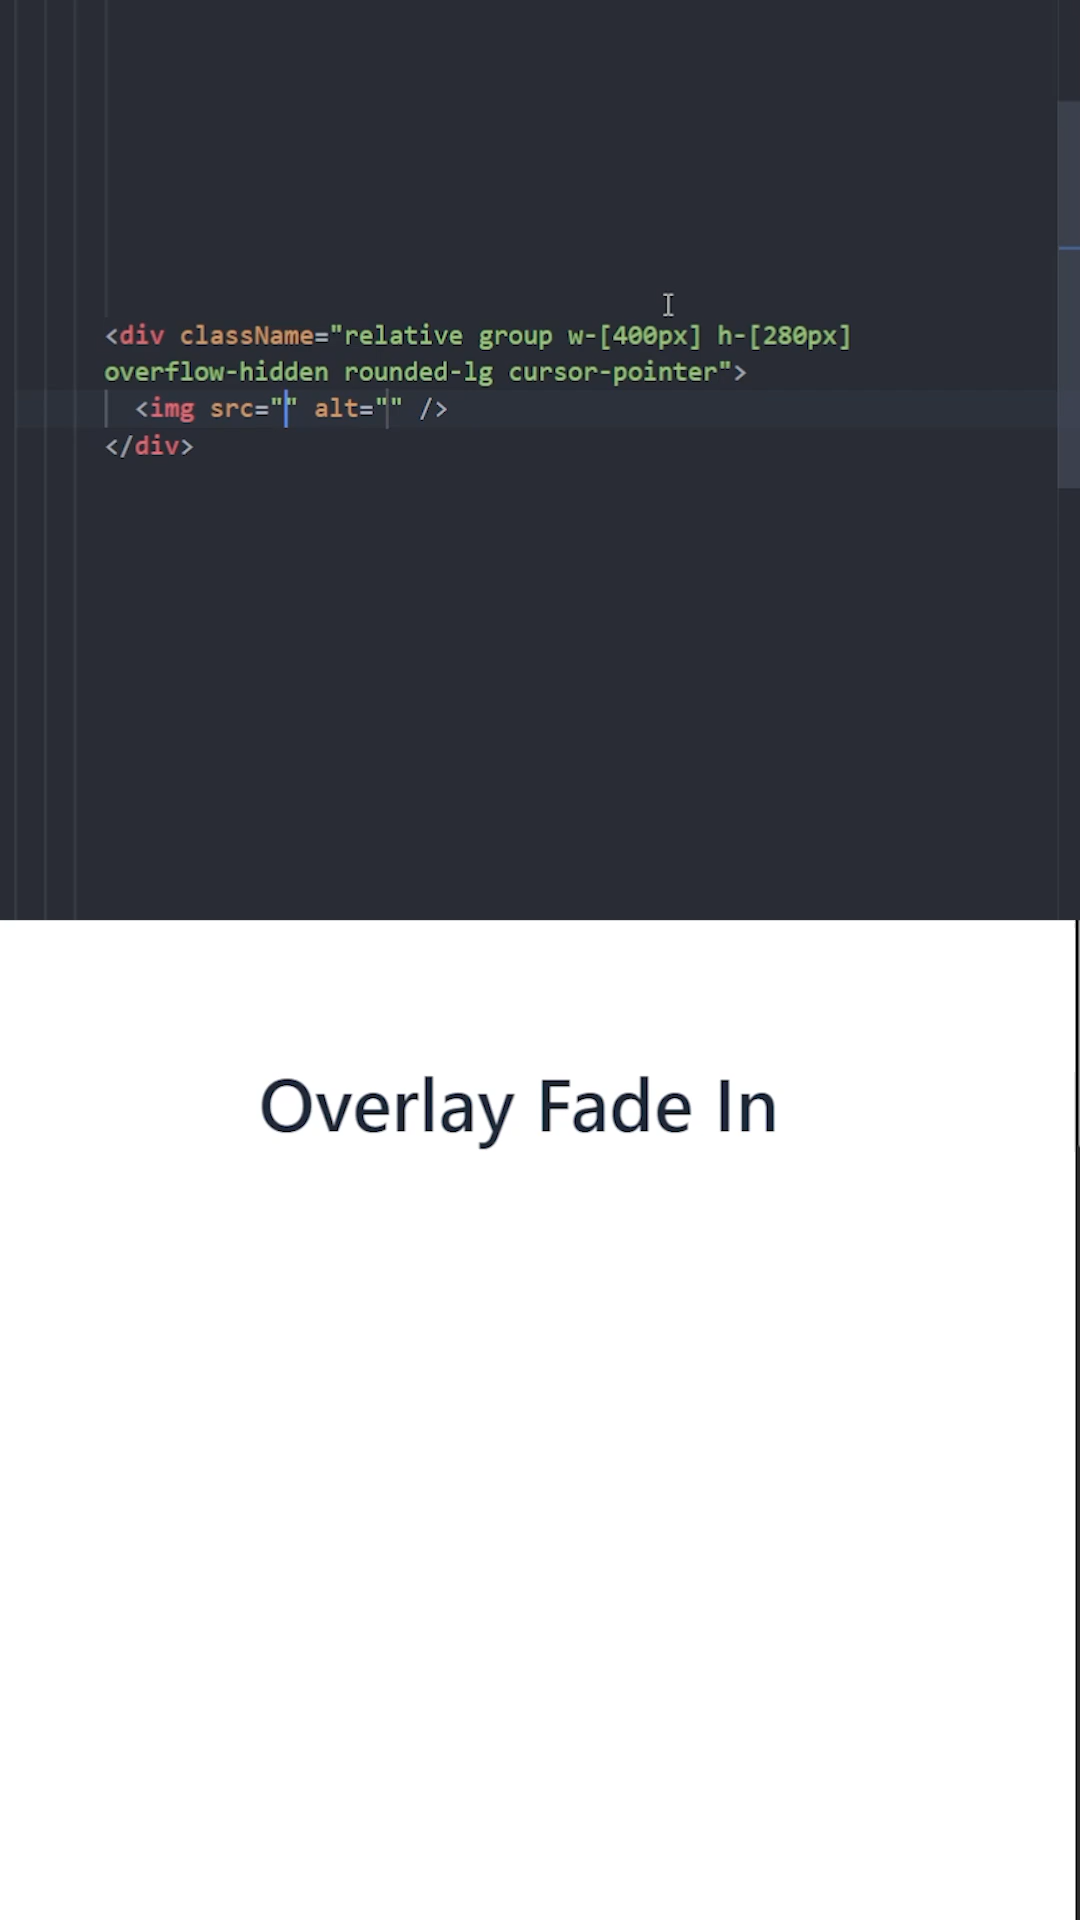 <div className="relative group w-[400px] h-[280px]
overflow-hidden rounded-lg cursor-pointer">
<img src="" alt="" />
</div>
Overlay Fade In